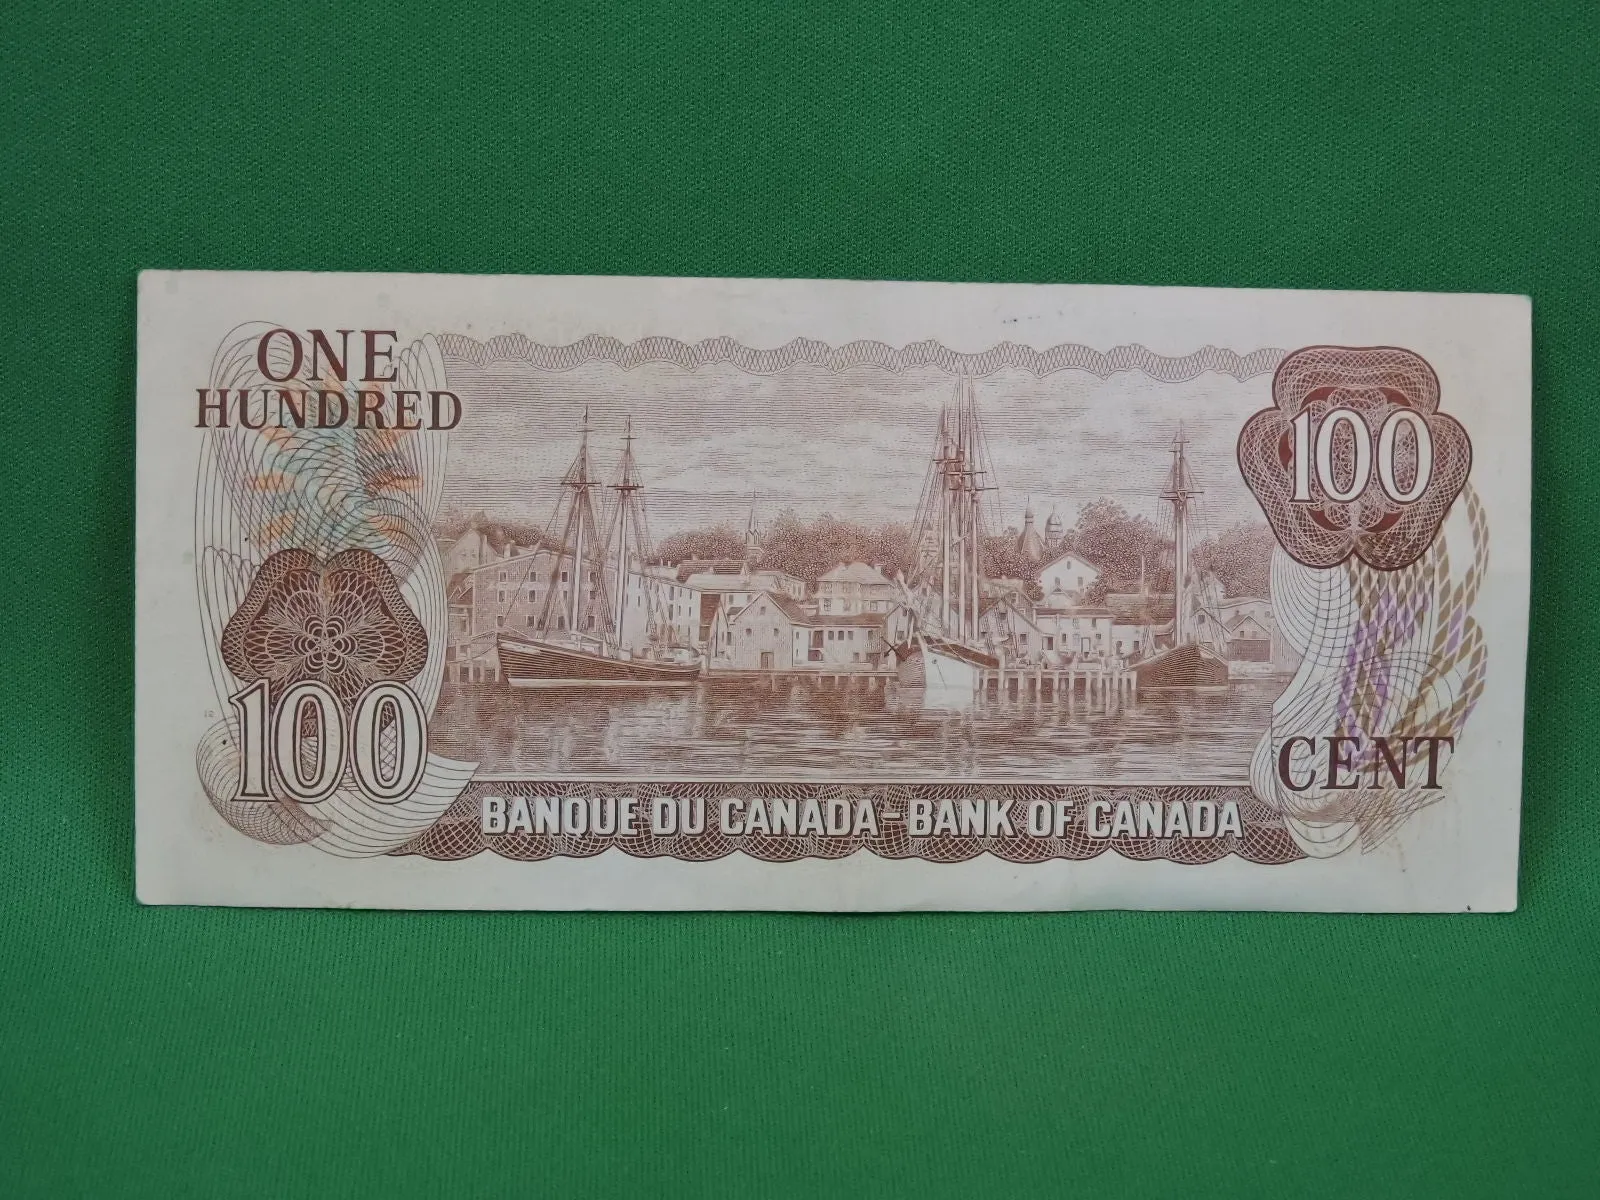 ONE
HUNDRED
100
100
CENT
BANQUE DU CANADA-BANK OF CANADA